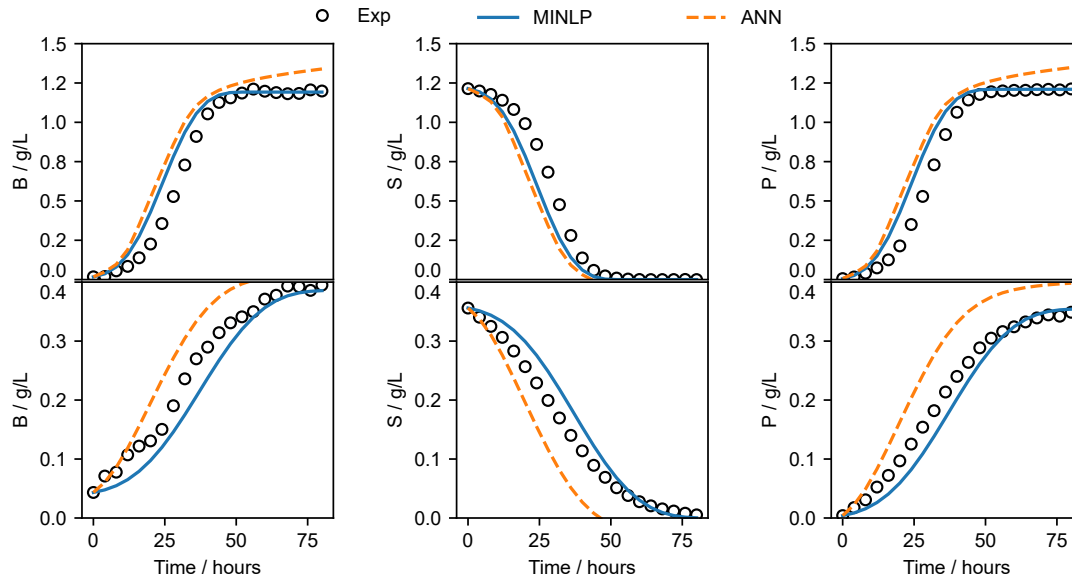 Exp MINLP ANN
1.5 1.5 1.5
1.2 1.2 1.2
1.0 1.0 1.0
0.8 0.8 0.8
0.5 0.5 0.5
0.2 0.2 0.2
0.0 0.0 0.0
B / g/L S / g/L P / g/L
0.4 0.4 0.4
0.3 0.3 0.3
0.2 0.2 0.2
0.1 0.1 0.1
0.0 0.0 0.0
B / g/L S / g/L P / g/L
0 25 50 75 0 25 50 75 0 25 50 75
Time / hours Time / hours Time / hours